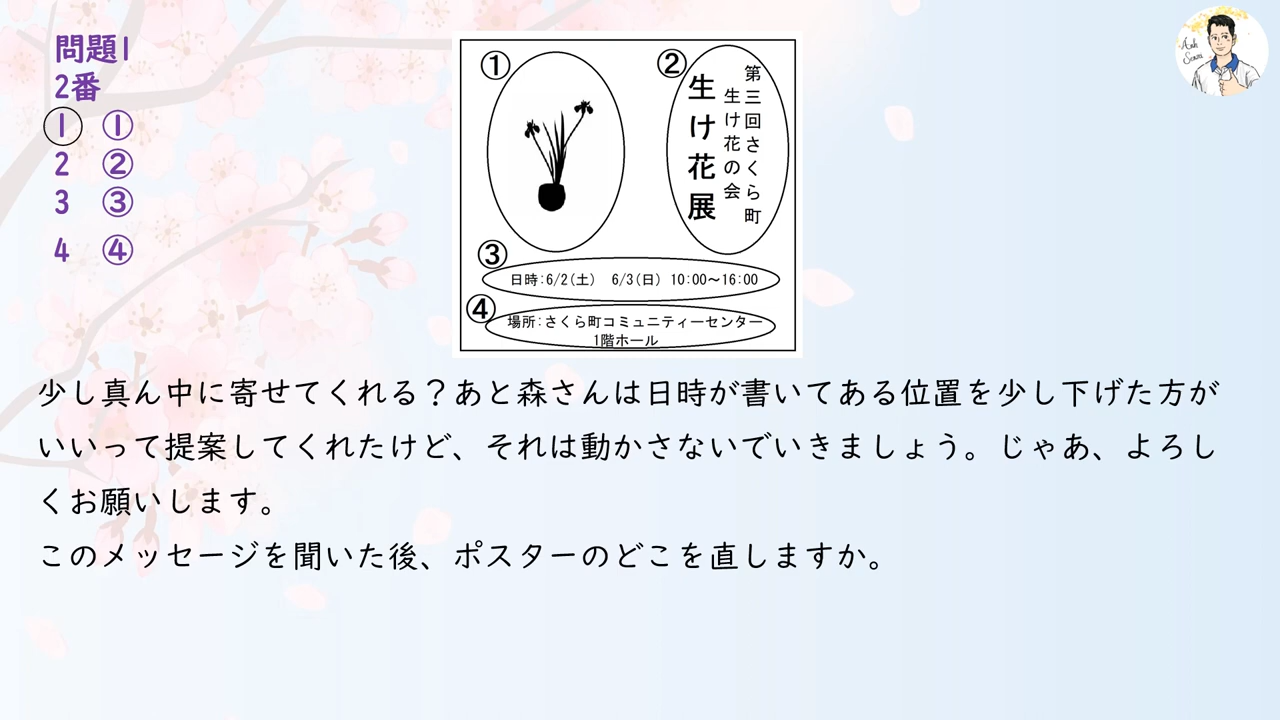 問題1
2番
1 ①
2 ②
3 ③
4 ④
Anh Sensei
①
②
第三回さくら町
生け花の会
生け花展
③
日時:6/2(土) 6/3(日) 10:00～16:00
④
場所:さくら町コミュニティーセンター
1階ホール
少し真ん中に寄せてくれる？あと森さんは日時が書いてある位置を少し下げた方が
いいって提案してくれたけど、それは動かさないでいきましょう。じゃあ、よろし
くお願いします。
このメッセージを聞いた後、ポスターのどこを直しますか。